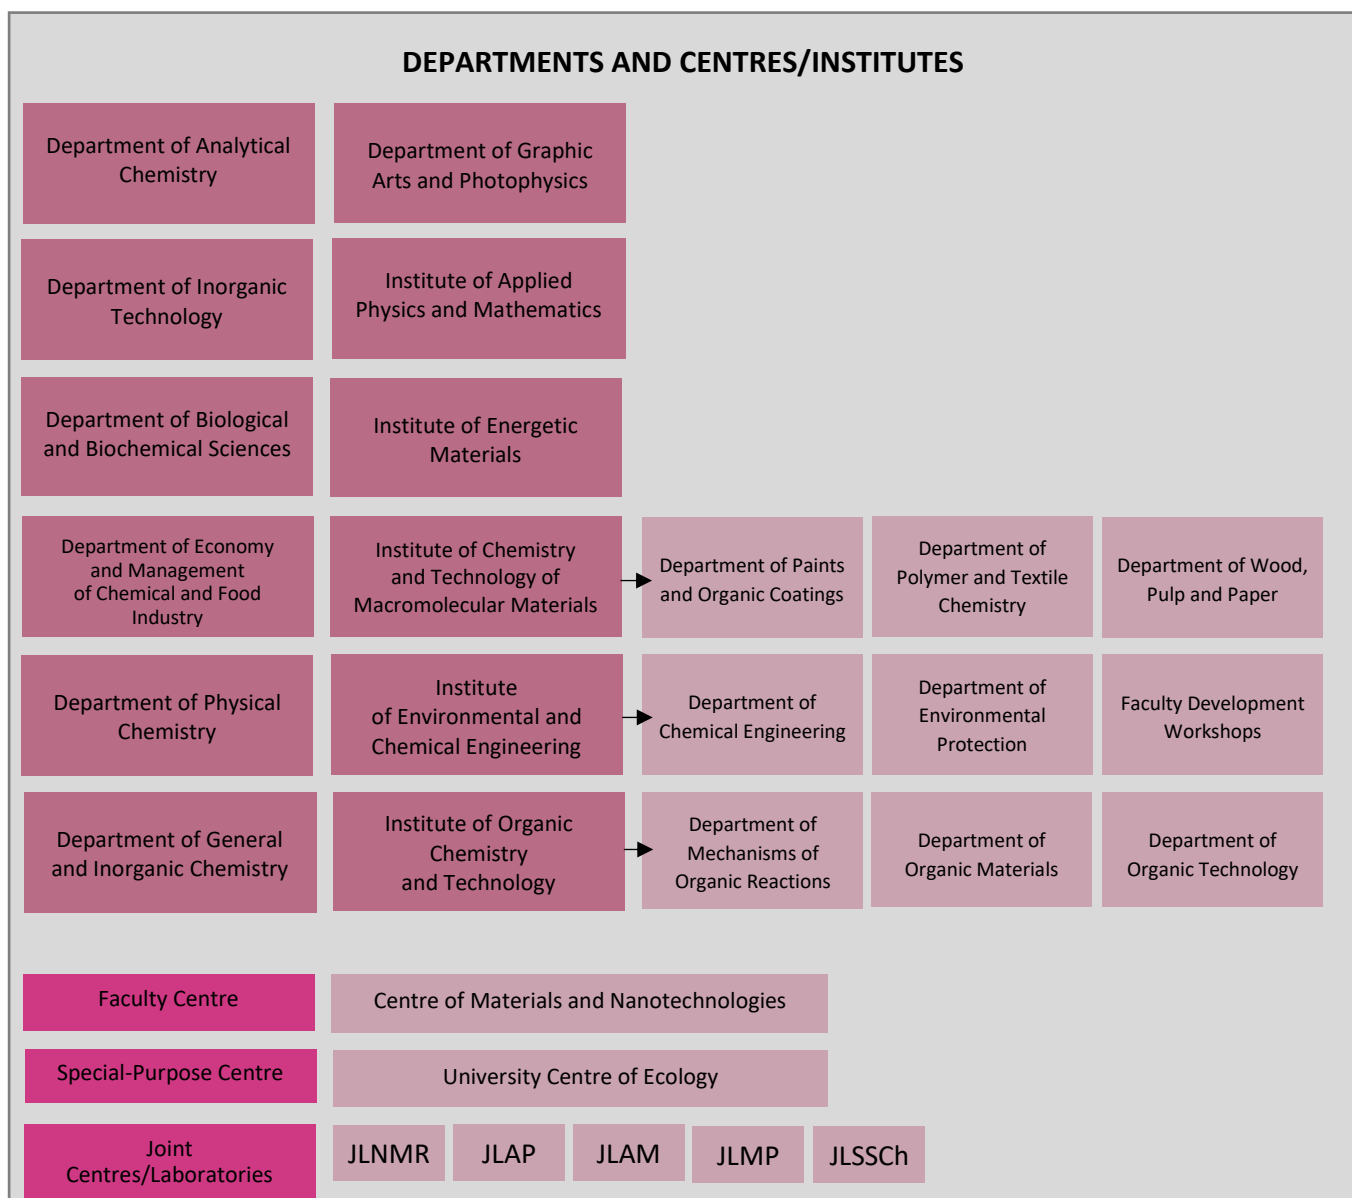 DEPARTMENTS AND CENTRES/INSTITUTES
Department of Analytical
Chemistry
Department of Graphic
Arts and Photophysics
Department of Inorganic
Technology
Institute of Applied
Physics and Mathematics
Department of Biological
and Biochemical Sciences
Institute of Energetic
Materials
Department of Economy
and Management
of Chemical and Food
Industry
Institute of Chemistry
and Technology of
Macromolecular Materials
Department of Paints
and Organic Coatings
Department of
Polymer and Textile
Chemistry
Department of Wood,
Pulp and Paper
Department of Physical
Chemistry
Institute
of Environmental and
Chemical Engineering
Department of
Chemical Engineering
Department of
Environmental
Protection
Faculty Development
Workshops
Department of General
and Inorganic Chemistry
Institute of Organic
Chemistry
and Technology
Department of
Mechanisms of
Organic Reactions
Department of
Organic Materials
Department of
Organic Technology
Faculty Centre
Centre of Materials and Nanotechnologies
Special-Purpose Centre
University Centre of Ecology
Joint
Centres/Laboratories
JLNMR
JLAP
JLAM
JLMP
JLSSCh